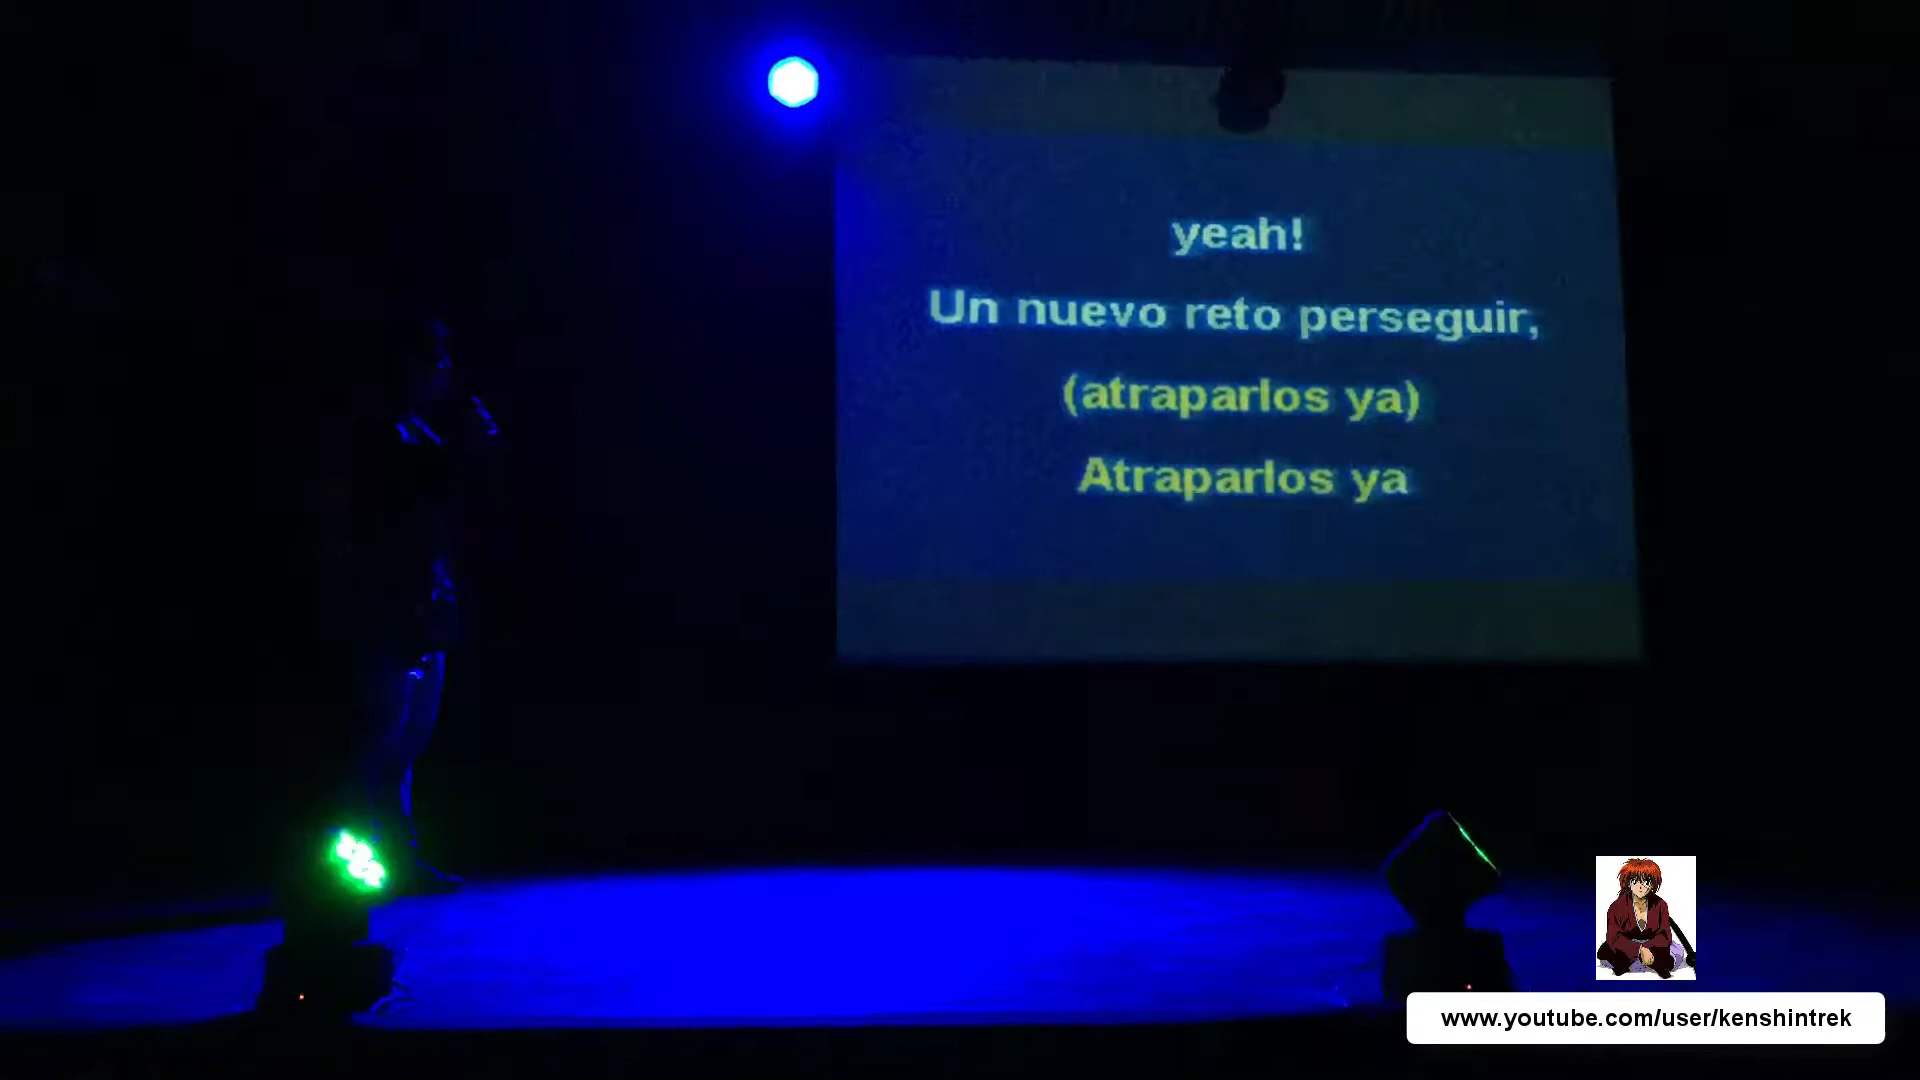 yeah!
Un nuevo reto perseguir,
(atraparlos ya)
Atraparlos ya
www.youtube.com/user/kenshintrek